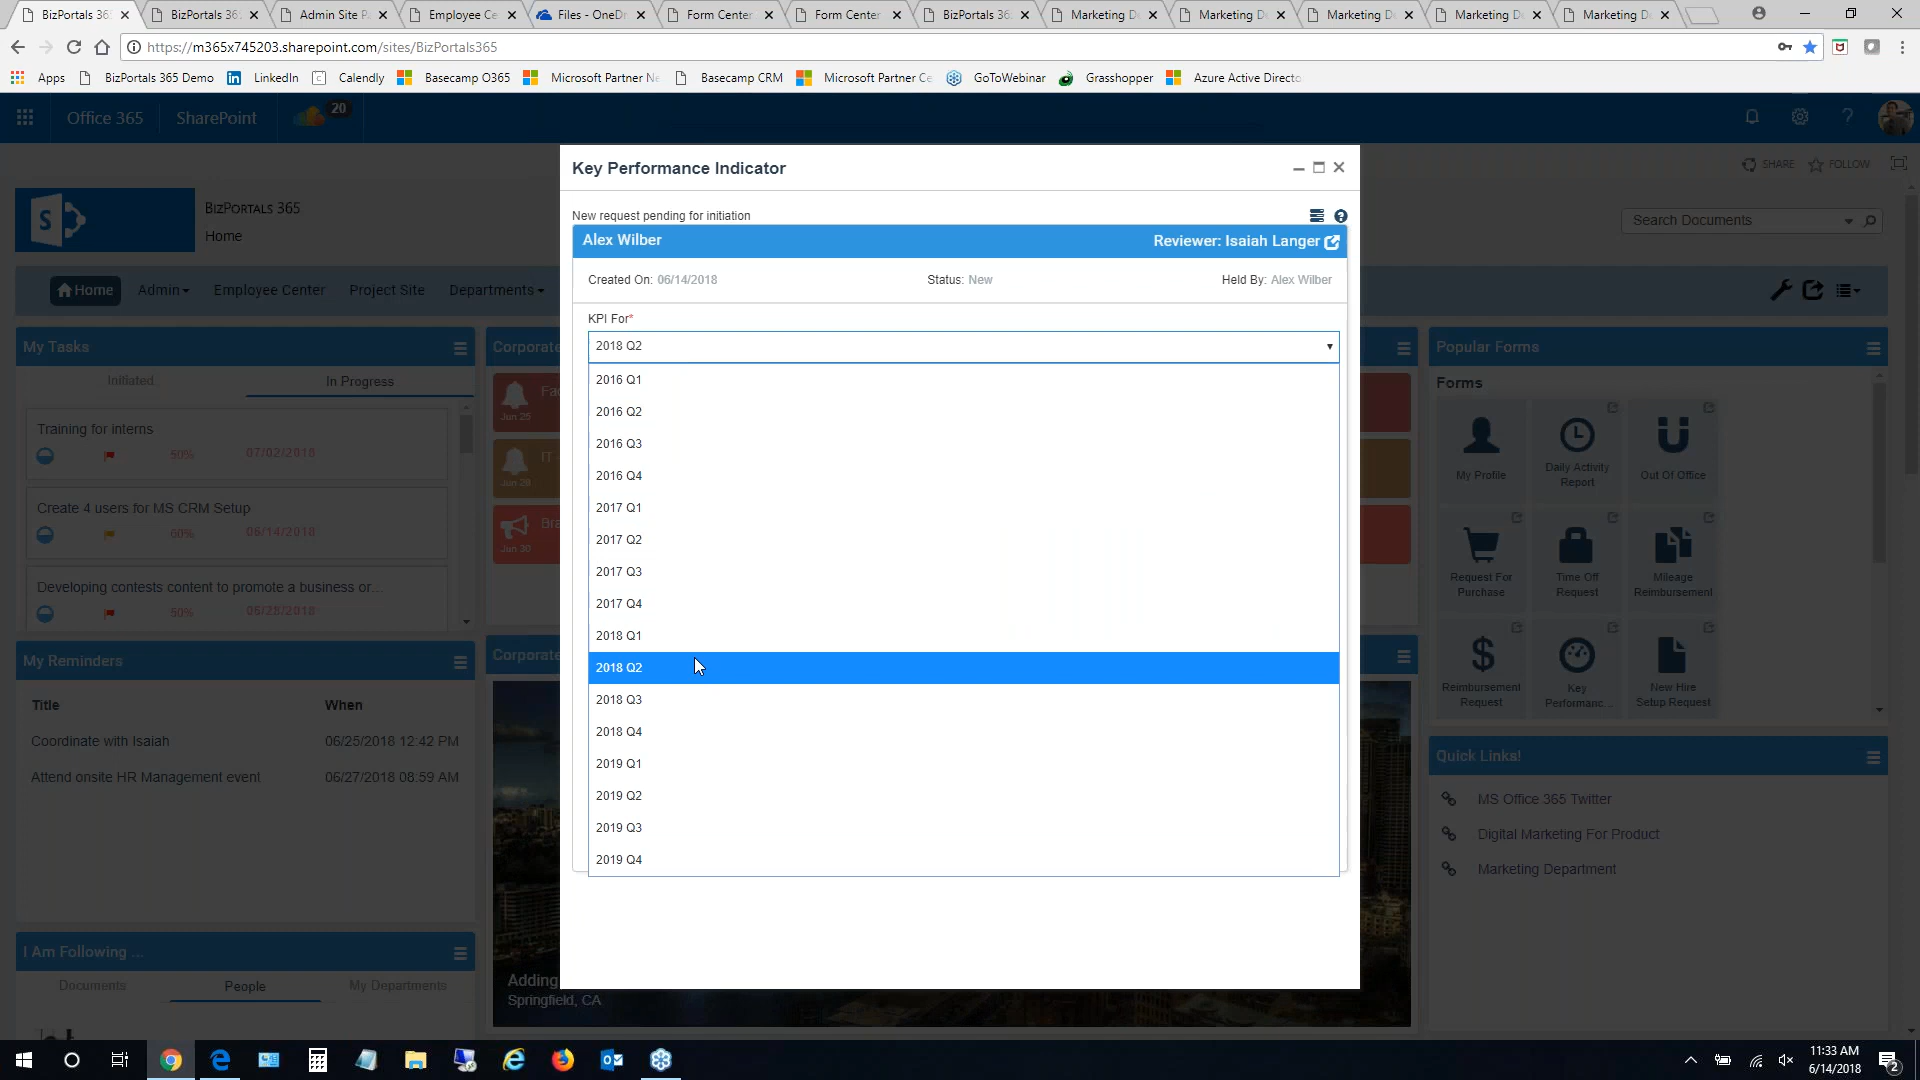 BizPortals 36
BizPortals 36
Admin Site P
Employee Ce
Files - OneDr
Form Center
Form Center
BizPortals 36
Marketing D
Marketing D
Marketing D
Marketing D
Marketing D
https://m365x745203.sharepoint.com/sites/BizPortals365
Apps
BizPortals 365 Demo
LinkedIn
Calendly
Basecamp O365
Microsoft Partner Ne
Basecamp CRM
Microsoft Partner Ce
GoToWebinar
Grasshopper
Azure Active Directo
Office 365
SharePoint
20
SHARE
FOLLOW
BizPortals 365
Home
Search Documents
Home
Admin
Employee Center
Project Site
Departments
My Tasks
Initiated
In Progress
Training for interns
50%
07/02/2018
Create 4 users for MS CRM Setup
60%
06/14/2018
Developing contests content to promote a business or...
50%
06/28/2018
My Reminders
Title
When
Coordinate with Isaiah
06/25/2018 12:42 PM
Attend onsite HR Management event
06/27/2018 08:59 AM
I Am Following ...
Documents
People
My Departments
Corporate
Fa
Jun 25
IT
Jun 29
Bra
Jun 30
Corporate
Adding
Springfield, CA
Key Performance Indicator
New request pending for initiation
Alex Wilber
Reviewer: Isaiah Langer
Created On: 06/14/2018
Status: New
Held By: Alex Wilber
KPI For*
2018 Q2
2016 Q1
2016 Q2
2016 Q3
2016 Q4
2017 Q1
2017 Q2
2017 Q3
2017 Q4
2018 Q1
2018 Q2
2018 Q3
2018 Q4
2019 Q1
2019 Q2
2019 Q3
2019 Q4
Popular Forms
Forms
My Profile
Daily Activity
Report
Out Of Office
Request For
Purchase
Time Off
Request
Mileage
Reimbursement
Reimbursement
Request
Key
Performanc...
New Hire
Setup Request
Quick Links!
MS Office 365 Twitter
Digital Marketing For Product
Marketing Department
11:33 AM
6/14/2018
2